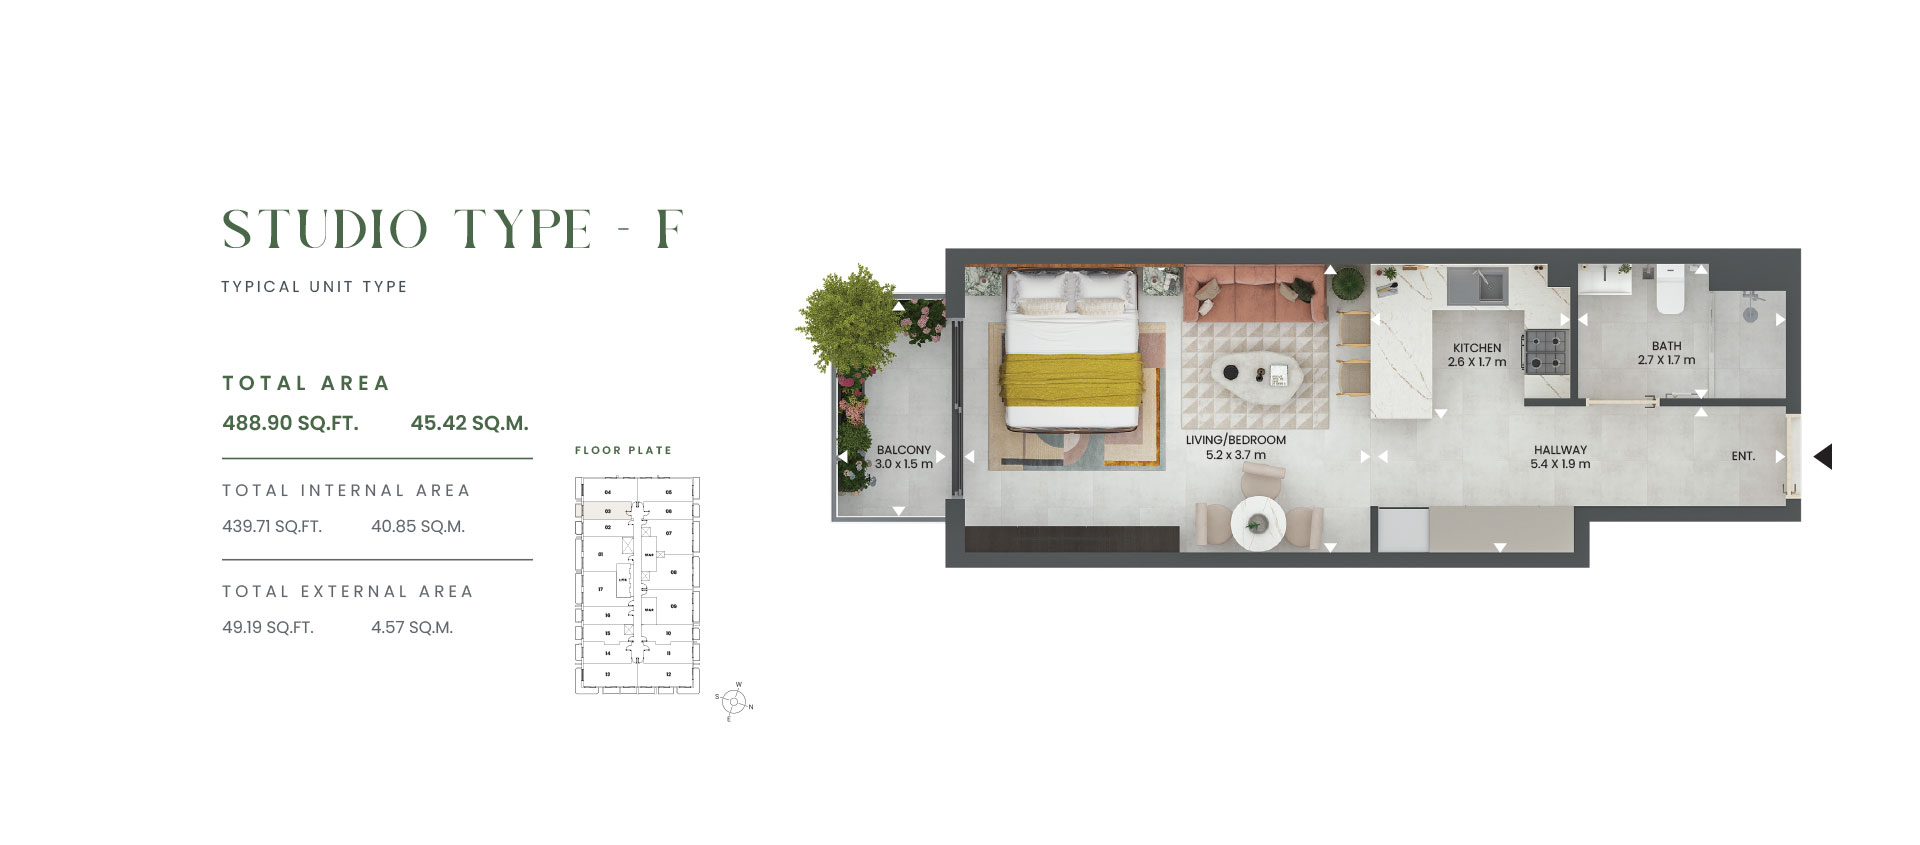 STUDIO TYPE - F
TYPICAL UNIT TYPE
TOTAL AREA
488.90 SQ.FT. 45.42 SQ.M.
TOTAL INTERNAL AREA
439.71 SQ.FT. 40.85 SQ.M.
TOTAL EXTERNAL AREA
49.19 SQ.FT. 4.57 SQ.M.
FLOOR PLATE
04 05
03 06
02 07
01
08
17
09
16
15 10
14 11
13 12
W
S N
E
BALCONY
3.0 x 1.5 m
LIVING/BEDROOM
5.2 x 3.7 m
KITCHEN
2.6 X 1.7 m
BATH
2.7 X 1.7 m
HALLWAY
5.4 X 1.9 m
ENT.